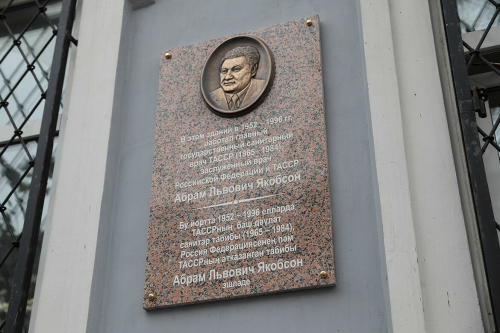 В этом здании в 1952 – 1996 гг.
работал главный
государственный санитарный
врач ТАССР (1965 - 1984),
заслуженный врач
Российской Федерации и ТАССР
Абрам Львович Якобсон
Бу йортта 1952 – 1996 елларда
ТАССРның баш дәүләт
санитар табибы (1965 – 1984),
Россия Федерациясенең һәм
ТАССРның атказанган табибы
Абрам Львович Якобсон
эшләде